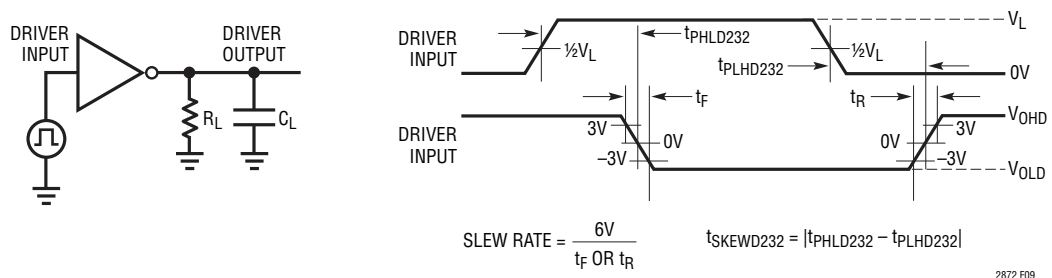 DRIVER
INPUT
DRIVER
OUTPUT
R_L
C_L
DRIVER
INPUT
½V_L
t_PHLD232
½V_L
t_PLHD232
V_L
0V
DRIVER
INPUT
3V
0V
–3V
t_F
t_R
3V
0V
–3V
V_OHD
V_OLD
SLEW RATE = 6V
t_F OR t_R
t_SKEWD232 = |t_PHLD232 – t_PLHD232|
2872 F09